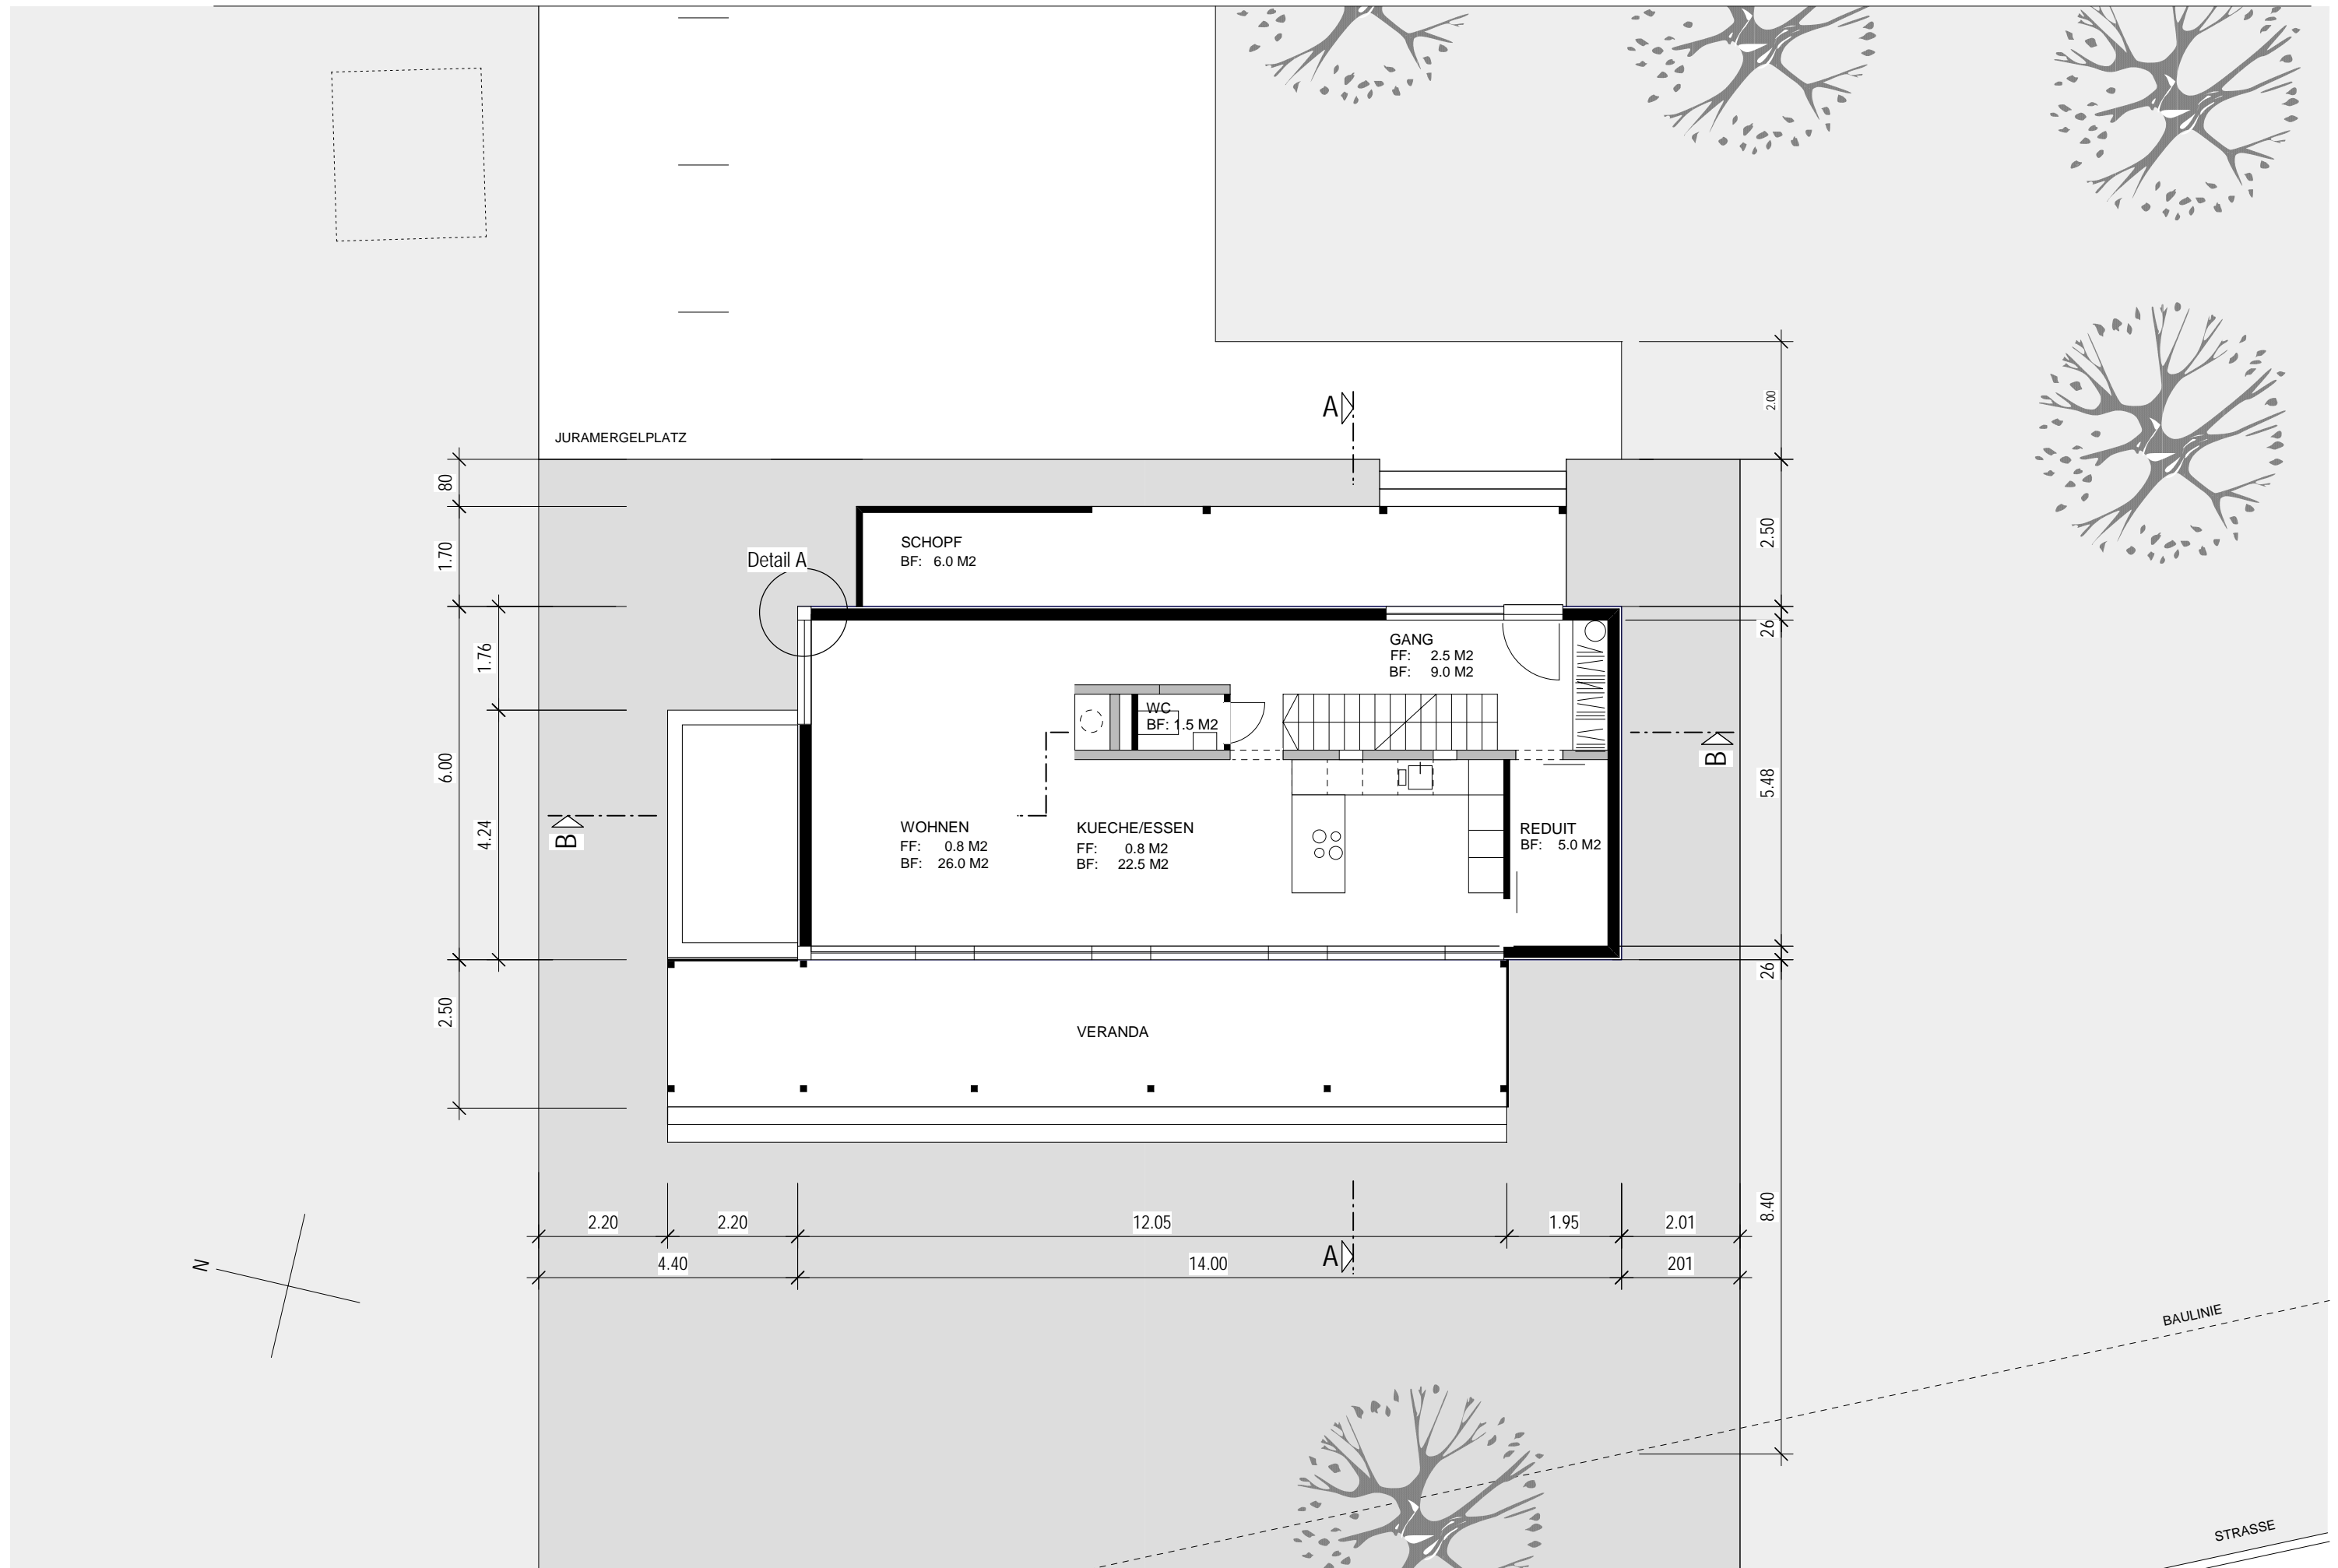 A
2.00
JURAMERGELPLATZ
80
2.50
1.70
SCHOPF
BF: 6.0 M2
Detail A
26
GANG
FF: 2.5 M2
BF: 9.0 M2
1.76
WC
BF: 1.5 M2
B
6.00
5.48
4.24
B
WOHNEN
FF: 0.8 M2
BF: 26.0 M2
KUECHE/ESSEN
FF: 0.8 M2
BF: 22.5 M2
REDUIT
BF: 5.0 M2
26
2.50
VERANDA
8.40
2.20
2.20
12.05
1.95
2.01
4.40
14.00
A
201
N
BAULINIE
STRASSE